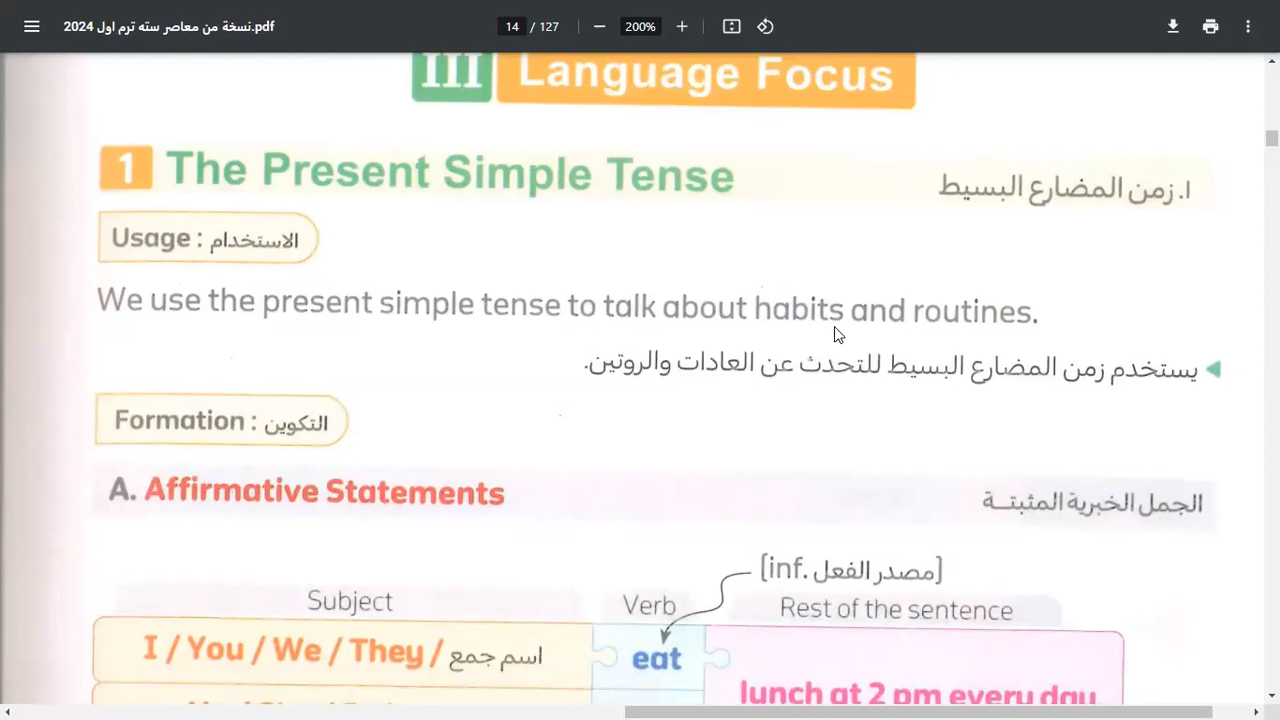 نسخة من معاصر سته ترم اول 2024.pdf
14 / 127
200%
III Language Focus
1 The Present Simple Tense
١. زمن المضارع البسيط
Usage : الاستخدام
We use the present simple tense to talk about habits and routines.
يستخدم زمن المضارع البسيط للتحدث عن العادات والروتين.
Formation : التكوين
A. Affirmative Statements
الجمل الخبرية المثبتــة
[inf. مصدر الفعل]
Subject
Verb
Rest of the sentence
I / You / We / They / اسم جمع
eat
lunch at 2 pm every day.